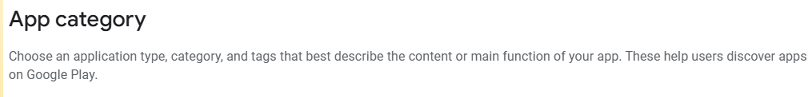 App category
Choose an application type, category, and tags that best describe the content or main function of your app. These help users discover apps
on Google Play.